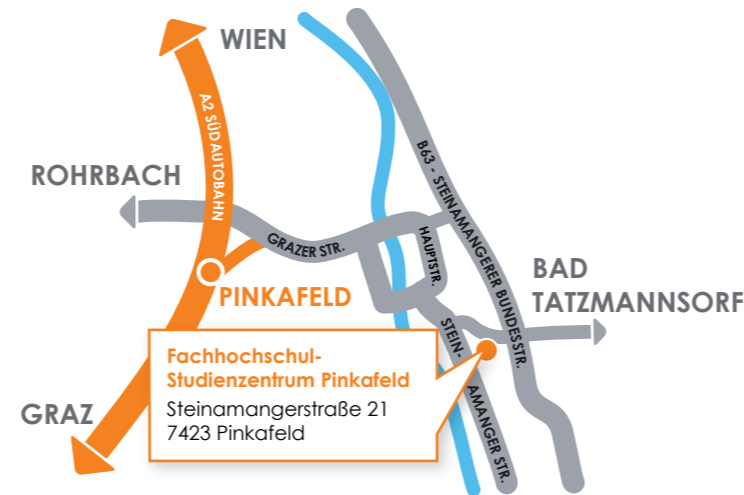 WIEN
A2 SÜDAUTOBAHN
B63 - STEINAMANGERER BUNDESSTR.
ROHRBACH
GRAZER STR.
HAUPTSTR.
BAD
TATZMANNSORF
PINKAFELD
STEIN-
AMANGER STR.
Fachhochschul-
Studienzentrum Pinkafeld
Steinamangerstraße 21
7423 Pinkafeld
GRAZ